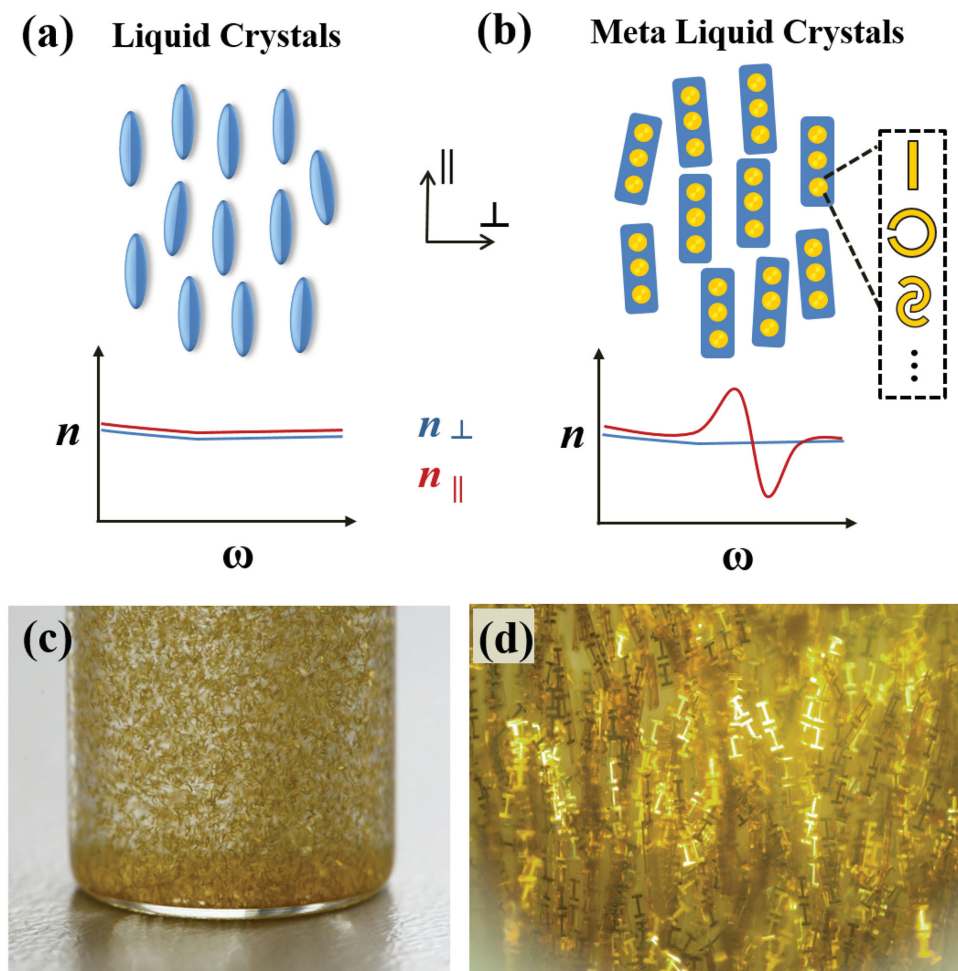 (a) Liquid Crystals
(b) Meta Liquid Crystals
||
⊥
n
n ⊥
n ||
ω
n
ω
(c)
(d)